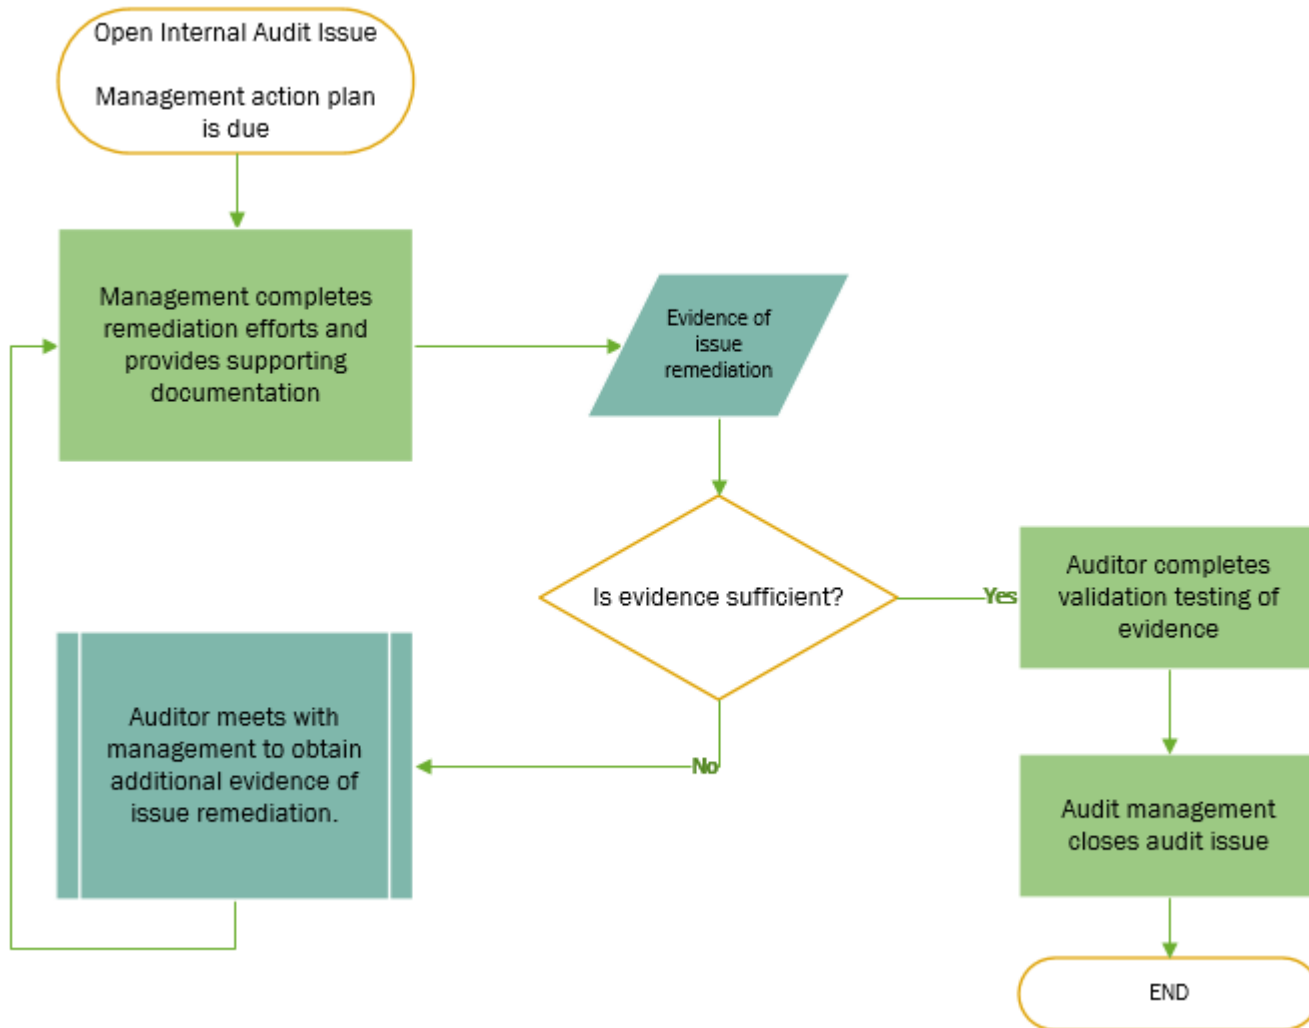 Open Internal Audit Issue
Management action plan
is due
Management completes
remediation efforts and
provides supporting
documentation
Evidence of
issue
remediation
Is evidence sufficient?
Yes
Auditor completes
validation testing of
evidence
No
Auditor meets with
management to obtain
additional evidence of
issue remediation.
Audit management
closes audit issue
END